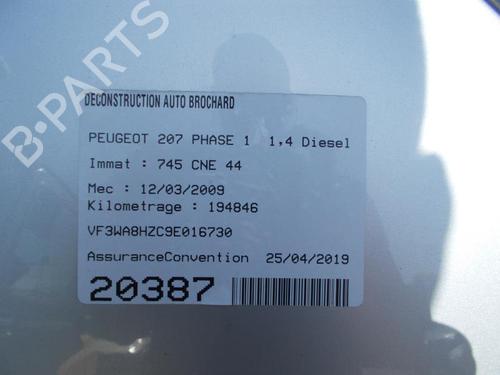 B-PARTS
DECONSTRUCTION AUTO BROCHARD
PEUGEOT 207 PHASE 1 1,4 Diesel
Immat : 745 CNE 44
Mec : 12/03/2009
Kilometrage : 194846
VF3WA8HZC9E016730
AssuranceConvention 25/04/2019
20387